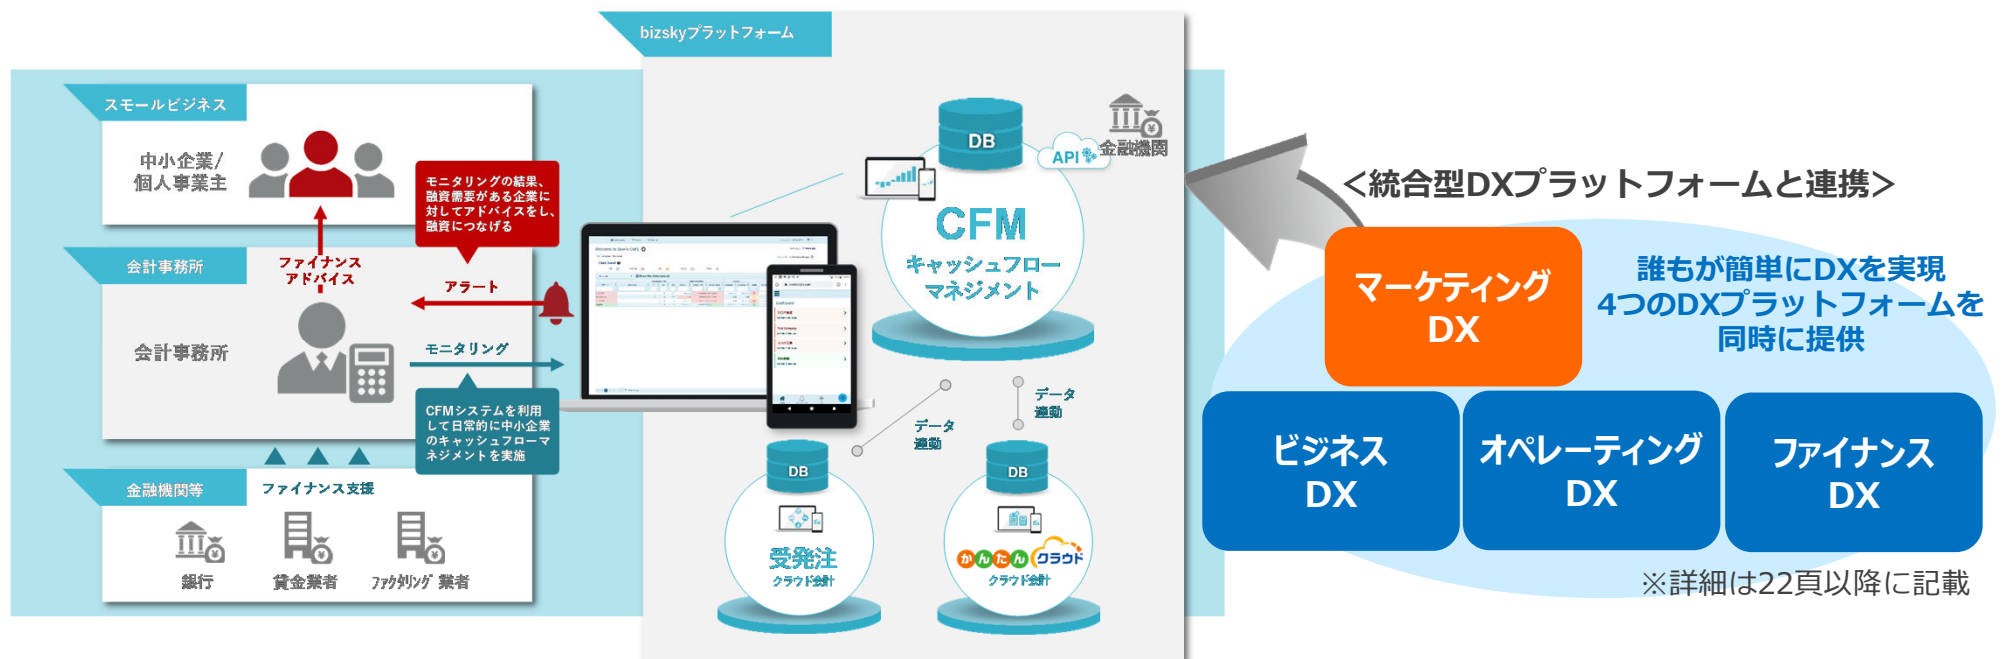 bizskyプラットフォーム
スモールビジネス
中小企業/
個人事業主
モニタリングの結果、
融資需要がある企業に
対してアドバイスをし、
融資につなげる
会計事務所
ファイナンス
アドバイス
アラート
会計事務所
モニタリング
CFMシステムを利用
して日常的に中小企業
のキャッシュフローマ
ネジメントを実施
金融機関等
ファイナンス支援
銀行
貸金業者
ファクタリング業者
DB
API
金融機関
CFM
キャッシュフロー
マネジメント
データ
連動
データ
連動
DB
受発注
クラウド会計
DB
かんたんクラウド
クラウド会計
＜統合型DXプラットフォームと連携＞
マーケティング
DX
誰もが簡単にDXを実現
4つのDXプラットフォームを
同時に提供
ビジネス
DX
オペレーティング
DX
ファイナンス
DX
※詳細は22頁以降に記載